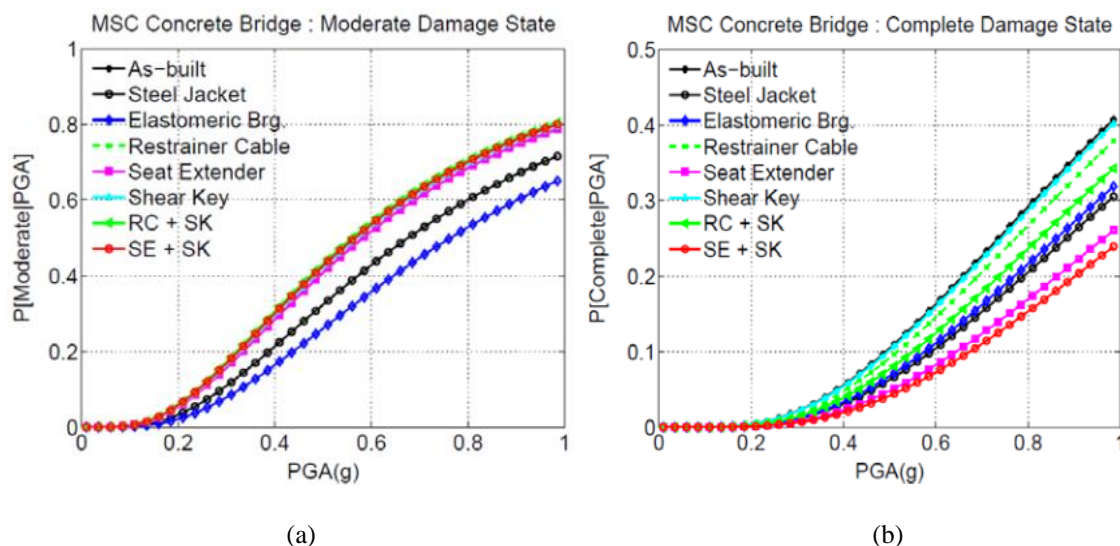 MSC Concrete Bridge : Moderate Damage State
1
0.8
0.6
0.4
0.2
0
P[Moderate|PGA]
As−built
Steel Jacket
Elastomeric Brg.
Restrainer Cable
Seat Extender
Shear Key
RC + SK
SE + SK
0 0.2 0.4 0.6 0.8 1
PGA(g)
(a)
MSC Concrete Bridge : Complete Damage State
0.5
0.4
0.3
0.2
0.1
0
P[Complete|PGA]
As−built
Steel Jacket
Elastomeric Brg.
Restrainer Cable
Seat Extender
Shear Key
RC + SK
SE + SK
0 0.2 0.4 0.6 0.8 1
PGA(g)
(b)